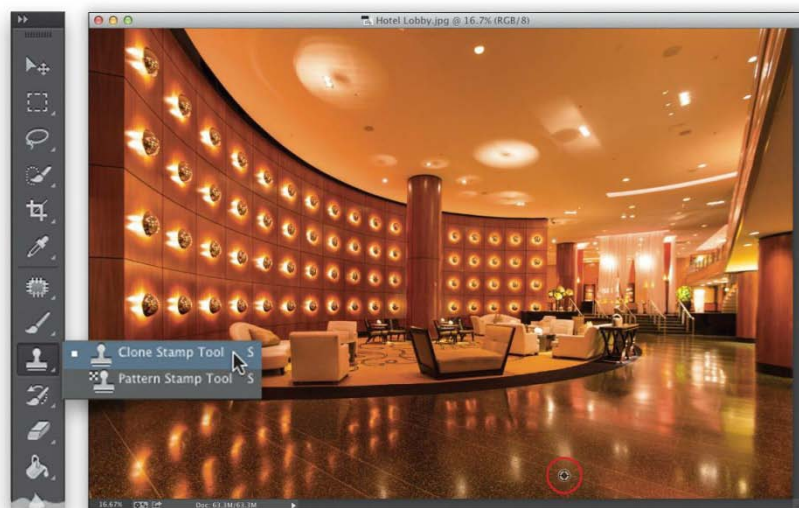 Hotel Lobby.jpg @ 16.7% (RGB/8)
Clone Stamp Tool S
Pattern Stamp Tool S
16.67% Doc: 63.3M/63.3M